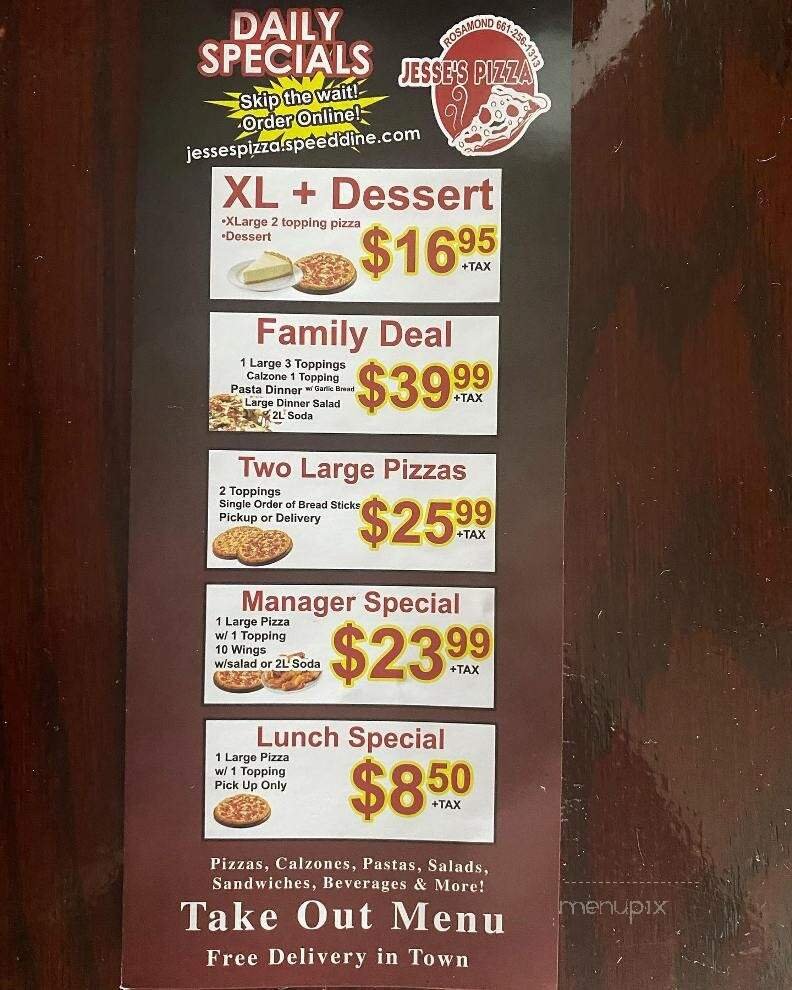 DAILY
SPECIALS
Skip the wait!
Order Online!
jessespizza.speeddine.com
ROSAMOND 661-256-1313
JESSE'S PIZZA
XL + Dessert
•XLarge 2 topping pizza
•Dessert
$16.95
+TAX
Family Deal
1 Large 3 Toppings
Calzone 1 Topping
Pasta Dinner w/ Garlic Bread
Large Dinner Salad
2L Soda
$39.99
+TAX
Two Large Pizzas
2 Toppings
Single Order of Bread Sticks
Pickup or Delivery
$25.99
+TAX
Manager Special
1 Large Pizza
w/ 1 Topping
10 Wings
w/salad or 2L Soda
$23.99
+TAX
Lunch Special
1 Large Pizza
w/ 1 Topping
Pick Up Only
$8.50
+TAX
Pizzas, Calzones, Pastas, Salads,
Sandwiches, Beverages & More!
Take Out Menu
Free Delivery in Town
menupix